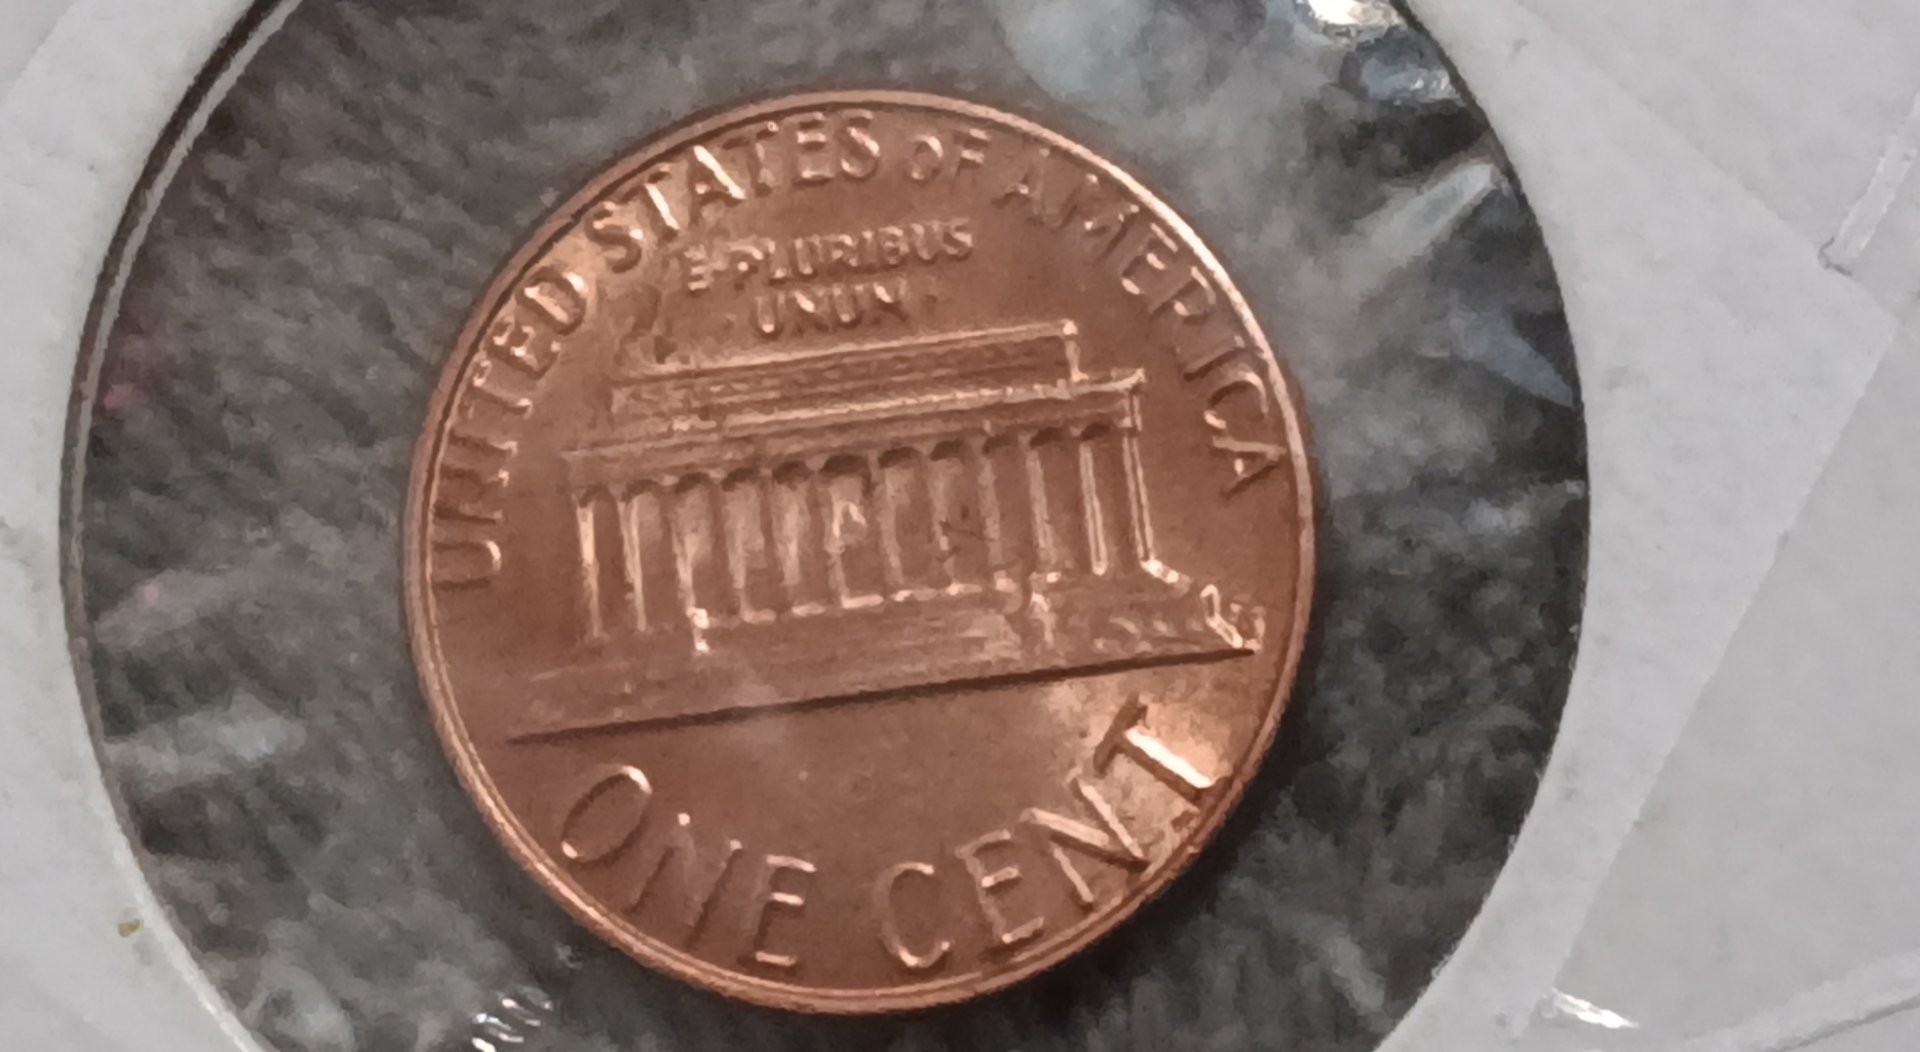 UNITED STATES OF AMERICA
E·PLURIBUS
·UNUM·
ONE CENT